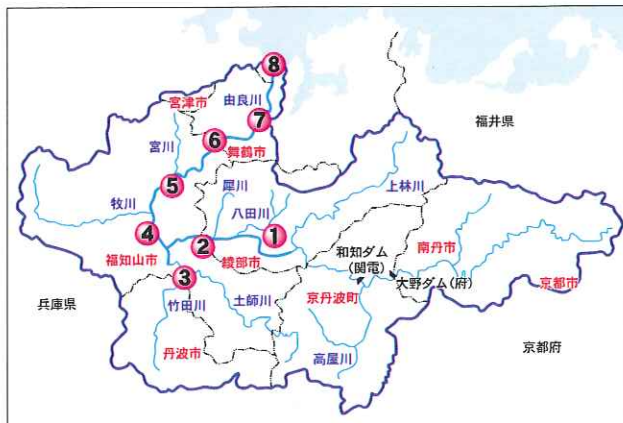 8
宮津市
由良川
7
福井県
宮川
6
舞鶴市
犀川
上林川
5
八田川
牧川
4
2
1
和知ダム
(関電)
南丹市
福知山市
綾部市
大野ダム(府)
3
京都市
兵庫県
竹田川
土師川
京丹波町
丹波市
高屋川
京都府